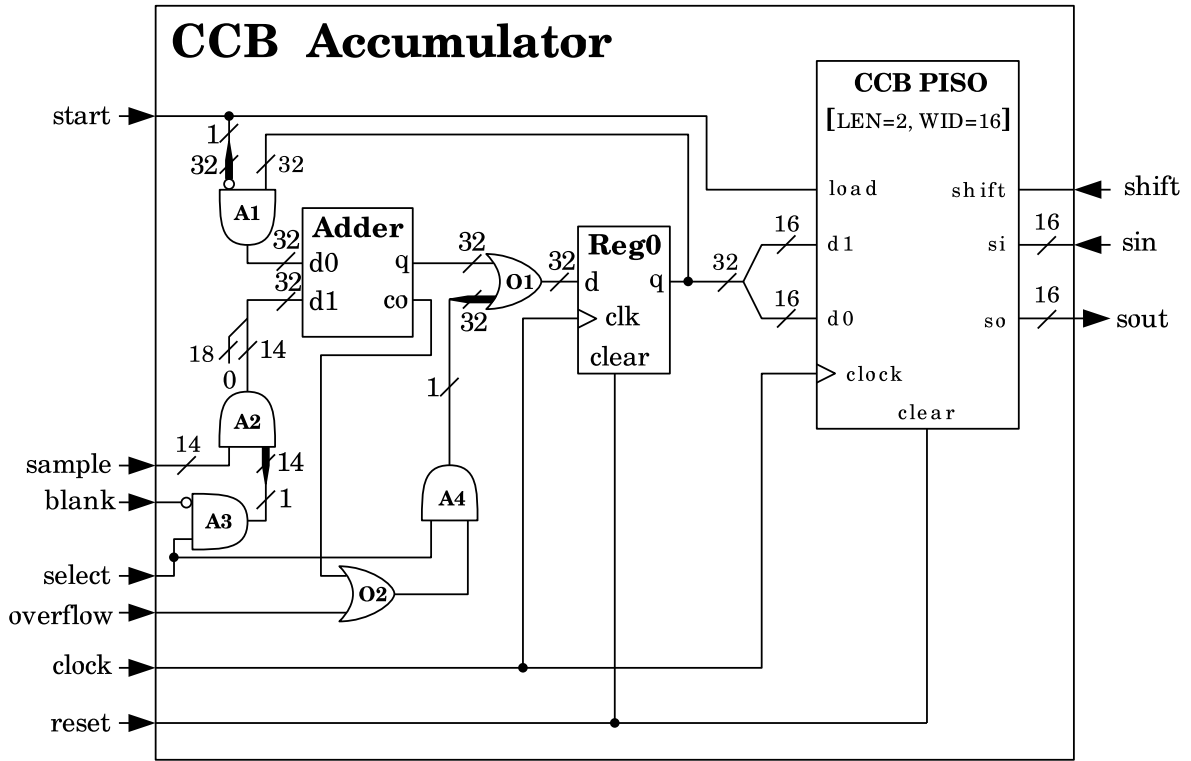 CCB Accumulator
CCB PISO
[LEN=2, WID=16]
start
1
32
32
A1
load
shift
shift
Adder
32
d0
q
32
32
d1
co
32
O1
32
Reg0
d
q
clk
clear
32
16
d1
16
d0
si
16
sin
so
16
sout
18
14
0
A2
1
clock
clear
sample
14
14
blank
A3
1
A4
select
overflow
O2
clock
reset